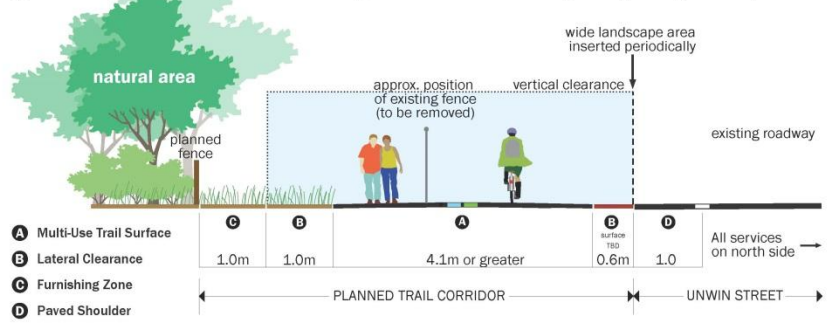 wide landscape area
inserted periodically
natural area
approx. position
of existing fence
(to be removed)
vertical clearance
planned
fence
existing roadway
A Multi-Use Trail Surface
B Lateral Clearance
C Furnishing Zone
D Paved Shoulder
C B A B D
surface
TBD
1.0m 1.0m 4.1m or greater 0.6m 1.0
All services
on north side
PLANNED TRAIL CORRIDOR UNWIN STREET